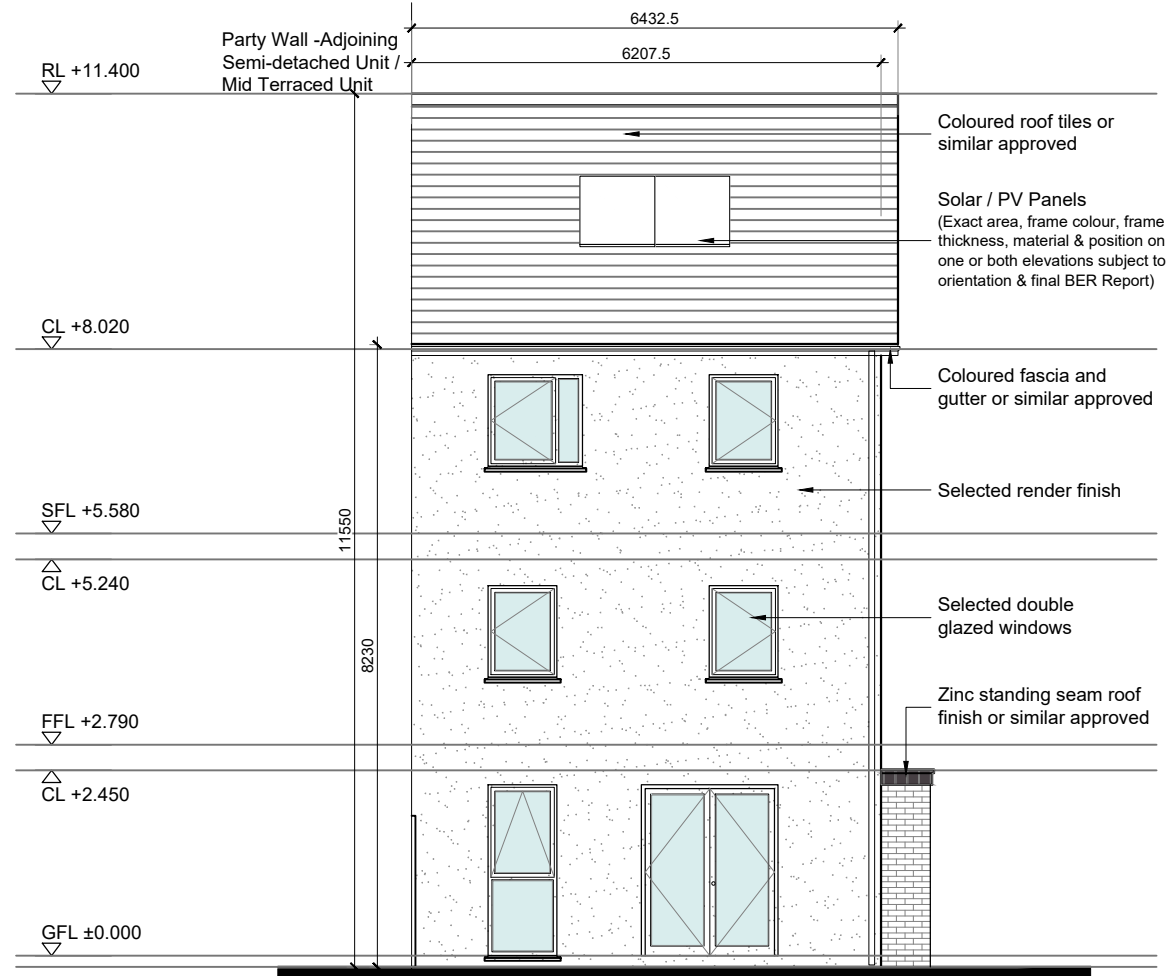 6432.5
Party Wall -Adjoining
Semi-detached Unit /
Mid Terraced Unit
6207.5
RL +11.400
Coloured roof tiles or
similar approved
Solar / PV Panels
(Exact area, frame colour, frame
thickness, material & position on
one or both elevations subject to
orientation & final BER Report)
CL +8.020
Coloured fascia and
gutter or similar approved
Selected render finish
SFL +5.580
11550
CL +5.240
Selected double
glazed windows
8230
Zinc standing seam roof
finish or similar approved
FFL +2.790
CL +2.450
GFL ±0.000